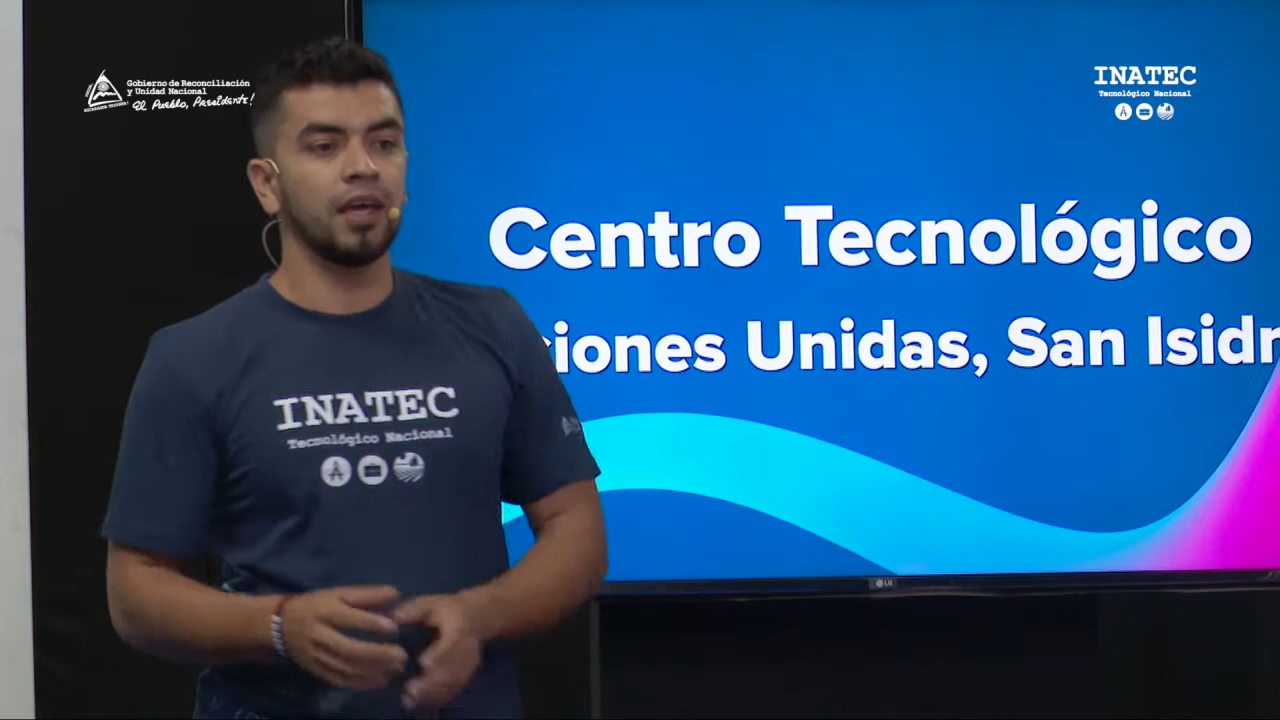 Gobierno de Reconciliación
y Unidad Nacional
El Pueblo, Presidente!
INATEC
Tecnológico Nacional
Centro Tecnológico
ciones Unidas, San Isidr
INATEC
Tecnológico Nacional
LG